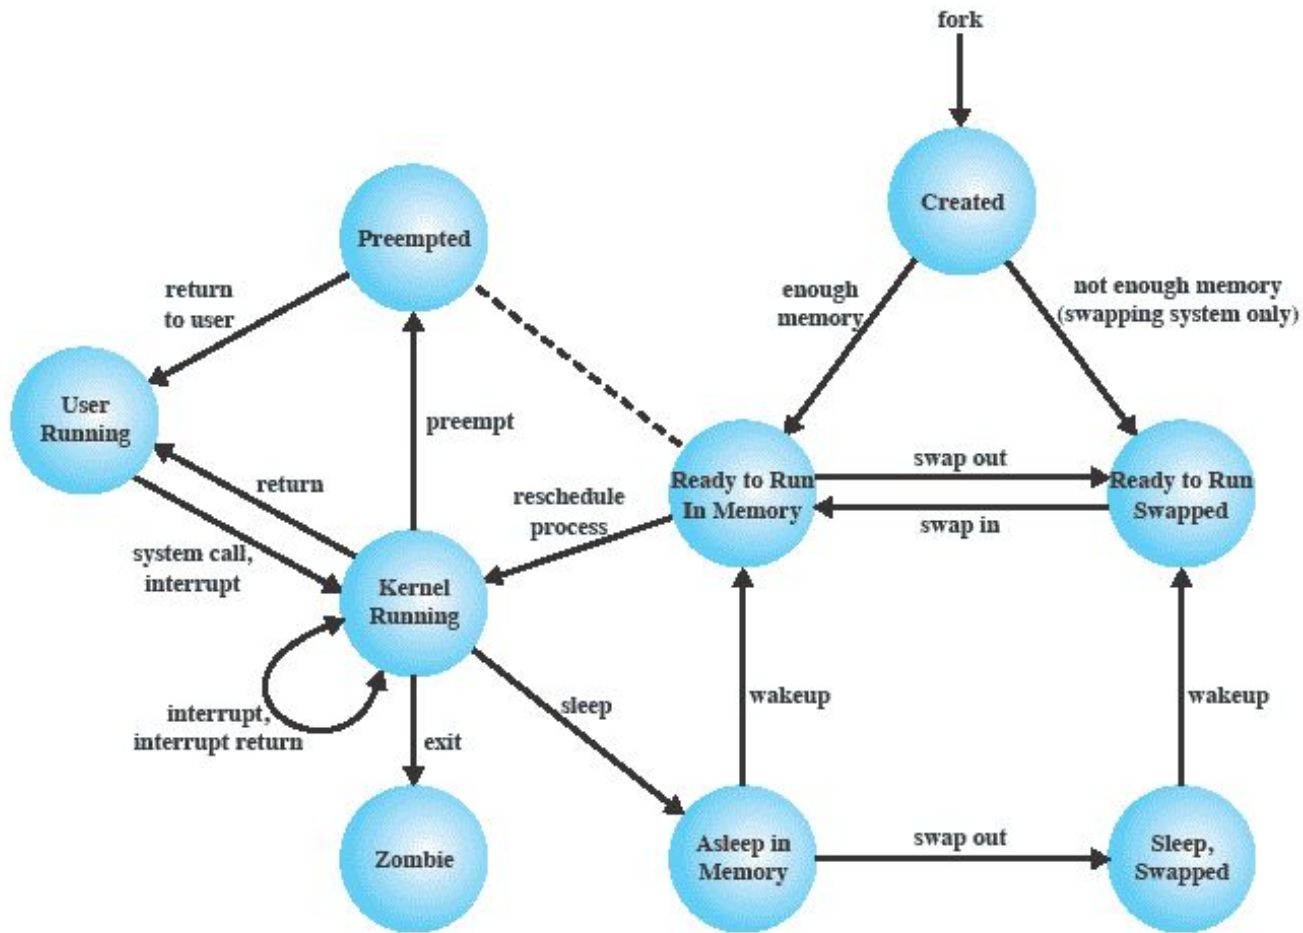 fork
Created
Preempted
return
to user
enough
memory
not enough memory
(swapping system only)
User
Running
preempt
return
reschedule
process
Ready to Run
In Memory
swap out
swap in
Ready to Run
Swapped
system call,
interrupt
Kernel
Running
interrupt,
interrupt return
sleep
exit
wakeup
wakeup
Zombie
Asleep in
Memory
swap out
Sleep,
Swapped